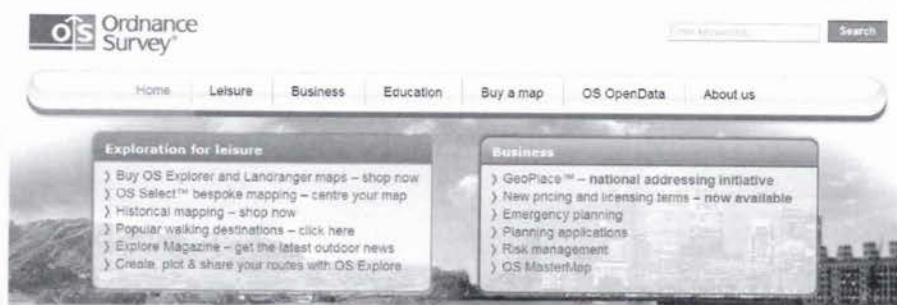 OS Ordnance Survey®
Enter keywords... Search
Home Leisure Business Education Buy a map OS OpenData About us
Exploration for leisure
❯ Buy OS Explorer and Landranger maps – shop now
❯ OS Select™ bespoke mapping – centre your map
❯ Historical mapping – shop now
❯ Popular walking destinations – click here
❯ Explore Magazine – get the latest outdoor news
❯ Create, plot & share your routes with OS Explore
Business
❯ GeoPlace™ – national addressing initiative
❯ New pricing and licensing terms – now available
❯ Emergency planning
❯ Planning applications
❯ Risk management
❯ OS MasterMap